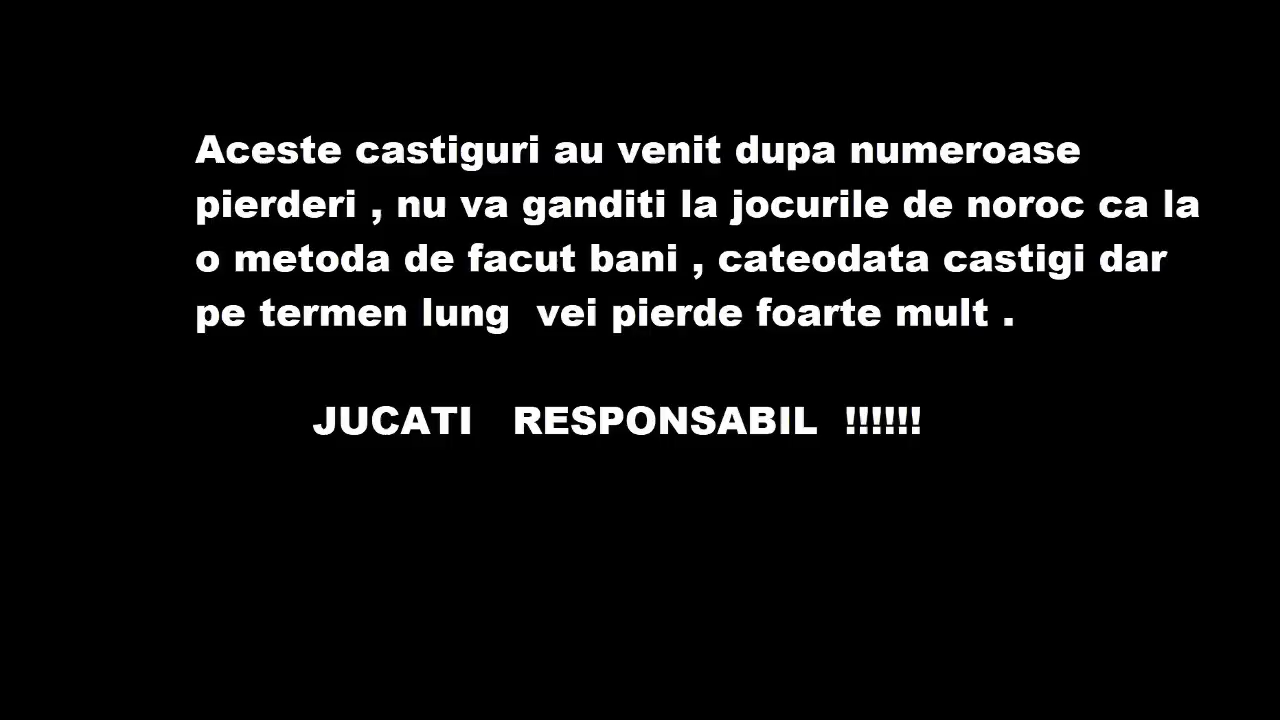 Aceste castiguri au venit dupa numeroase
pierderi , nu va ganditi la jocurile de noroc ca la
o metoda de facut bani , cateodata castigi dar
pe termen lung  vei pierde foarte mult .
JUCATI   RESPONSABIL  !!!!!!